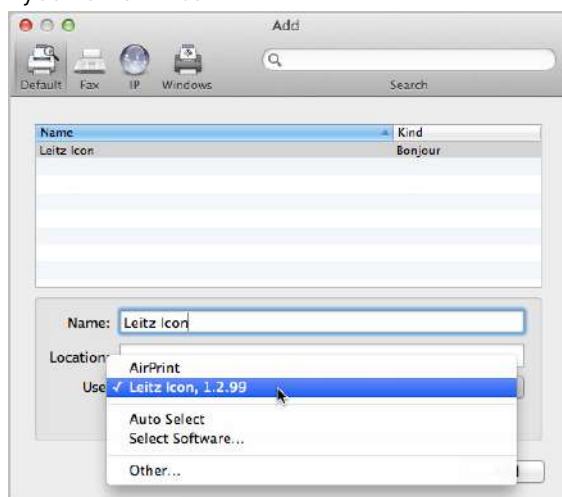 Add
Default Fax IP Windows Search
Name Kind
Leitz Icon Bonjour
Name: Leitz Icon
Location:
AirPrint
Use ✓ Leitz Icon, 1.2.99
Auto Select
Select Software...
Other...